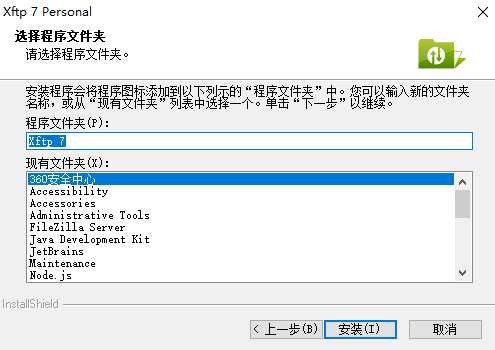 Xftp 7 Personal
选择程序文件夹
请选择程序文件夹。
安装程序会将程序图标添加到以下列示的“程序文件夹”中。您可以输入新的文件夹
名称，或从“现有文件夹”列表中选择一个。单击“下一步”以继续。
程序文件夹(P)：
Xftp 7
现有文件夹(X)：
360安全中心
Accessibility
Accessories
Administrative Tools
FileZilla Server
Java Development Kit
JetBrains
Maintenance
Node.js
InstallShield
< 上一步(B)
安装(I)
取消